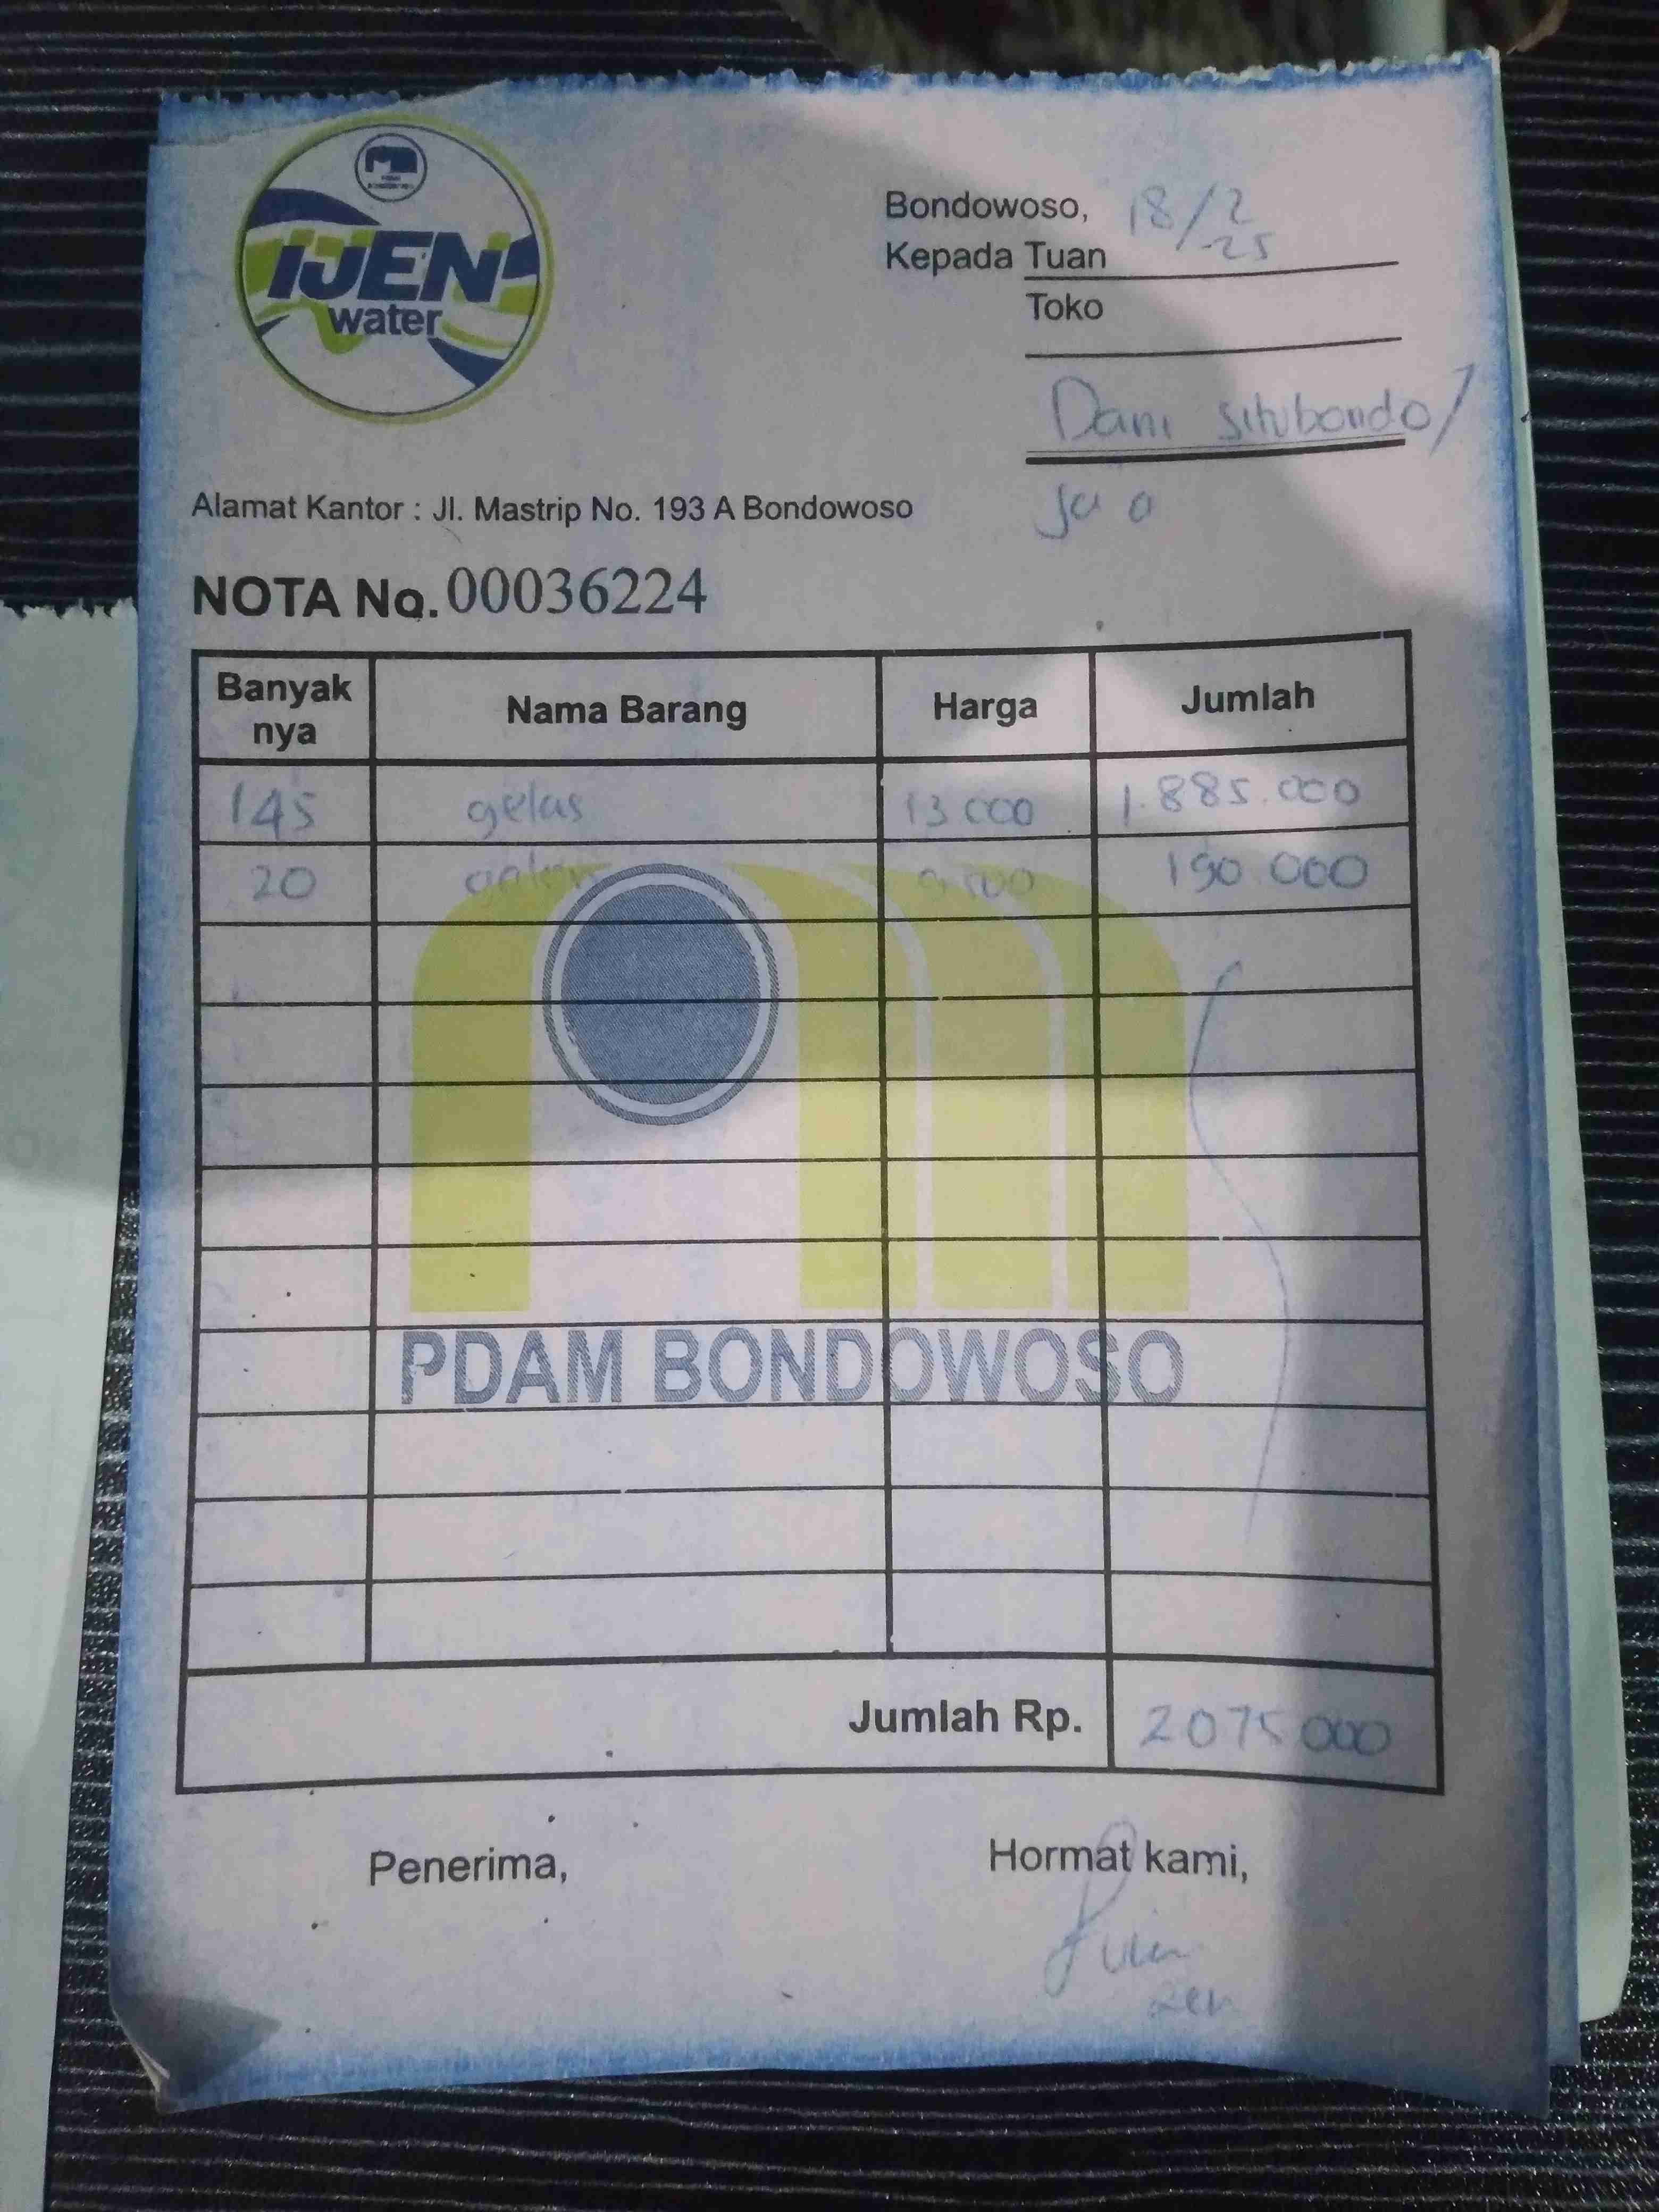 IJEN
water
Bondowoso, 18/2
25
Kepada Tuan
Toko
Dani situbondo/
Alamat Kantor : Jl. Mastrip No. 193 A Bondowoso
NOTA No. 00036224
Banyak nya Nama Barang Harga Jumlah
145 gelas 13 000 1.885.000
20 galon 9.500 190.000
PDAM BONDOWOSO
Jumlah Rp. 2075 000
Penerima, Hormat kami,